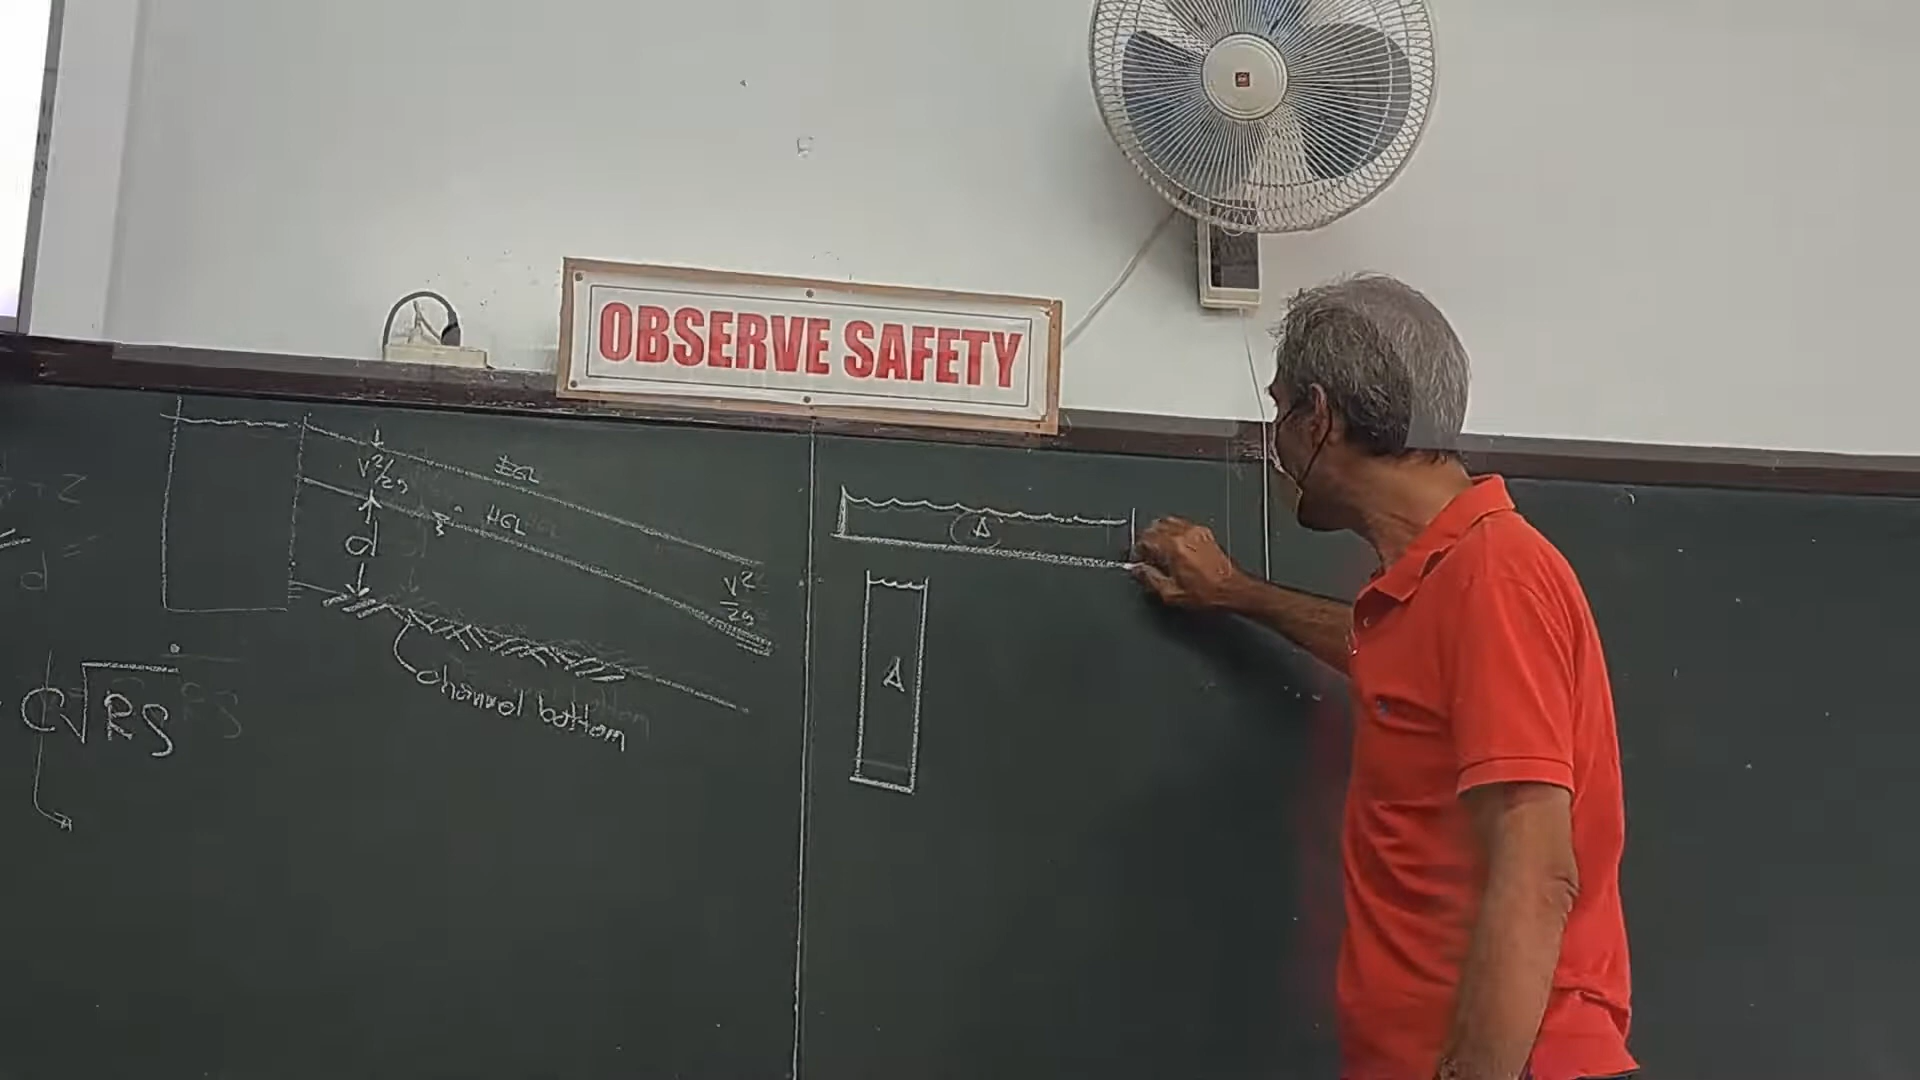 OBSERVE SAFETY
EGL
V²/2g
HGL
d
V²
2g
channel bottom
C√RS
A
A
d =